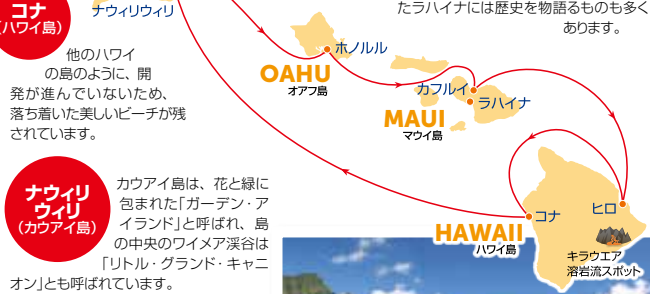 コナ
(ハワイ島)
他のハワイ
の島のように、開
発が進んでいないため、
落ち着いた美しいビーチが残
されています。
ナウィリ
ウィリ
(カウアイ島)
カウアイ島は、花と緑に
包まれた「ガーデン・ア
イランド」と呼ばれ、島
の中央のワイメア渓谷は
「リトル・グランド・キャニ
オン」とも呼ばれています。
ナウィリウィリ
たラハイナには歴史を物語るものも多く
あります。
ホノルル
OAHU
オアフ島
カフルイ
ラハイナ
MAUI
マウイ島
コナ
ヒロ
HAWAII
ハワイ島
キラウエア
溶岩流スポット